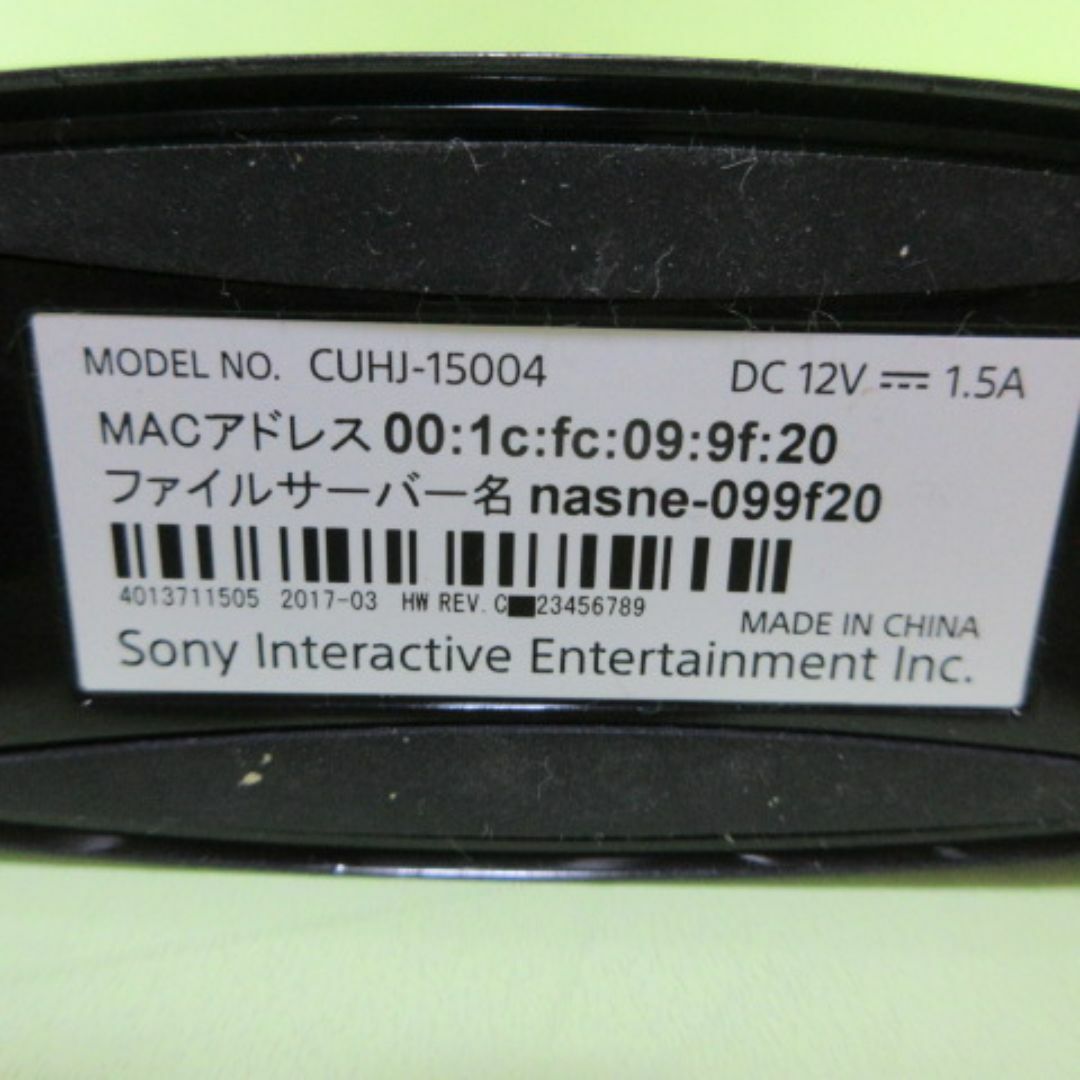 MODEL NO. CUHJ-15004 DC 12V ⎓ 1.5A
MACアドレス 00:1c:fc:09:9f:20
ファイルサーバー名 nasne-099f20
4013711505 2017-03 HW REV. C■23456789
MADE IN CHINA
Sony Interactive Entertainment Inc.